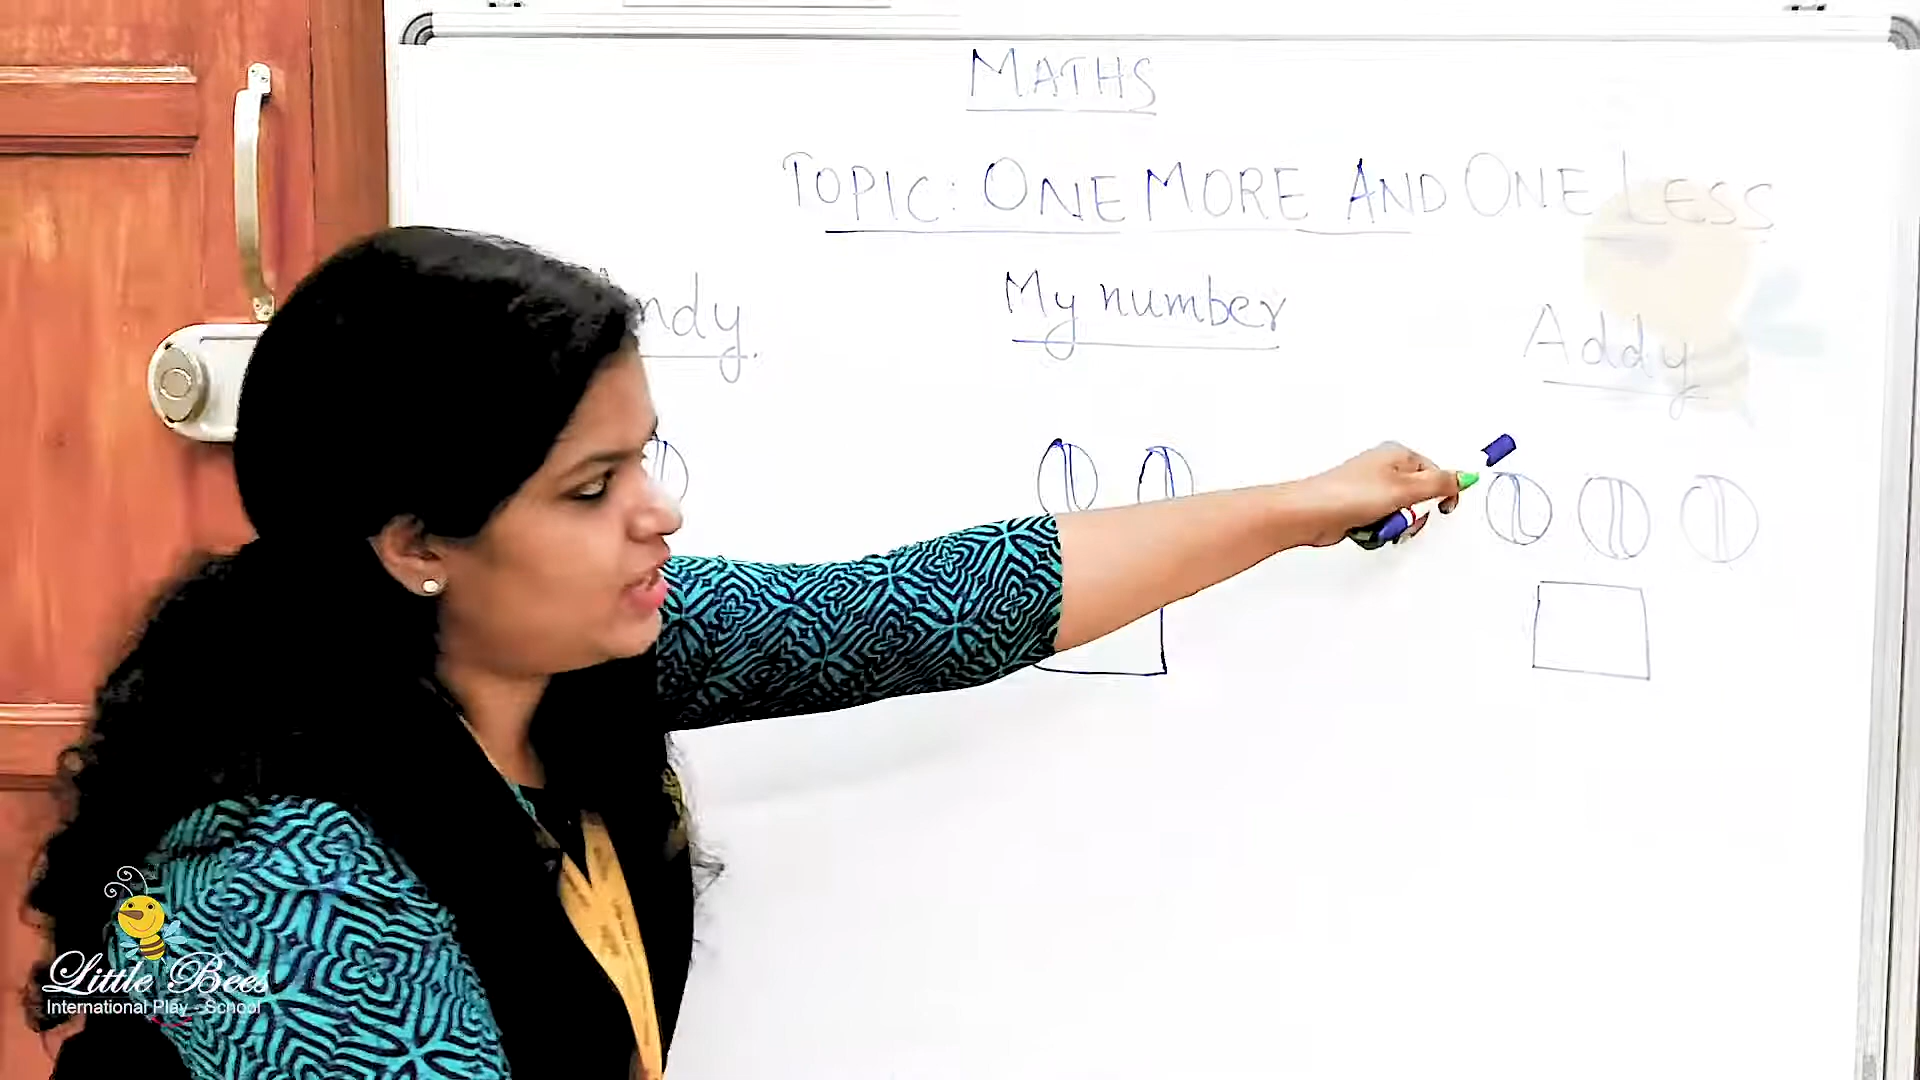 MATHS
TOPIC: ONE MORE AND ONE LESS
My number
Addy
Little Bees
International Play - School